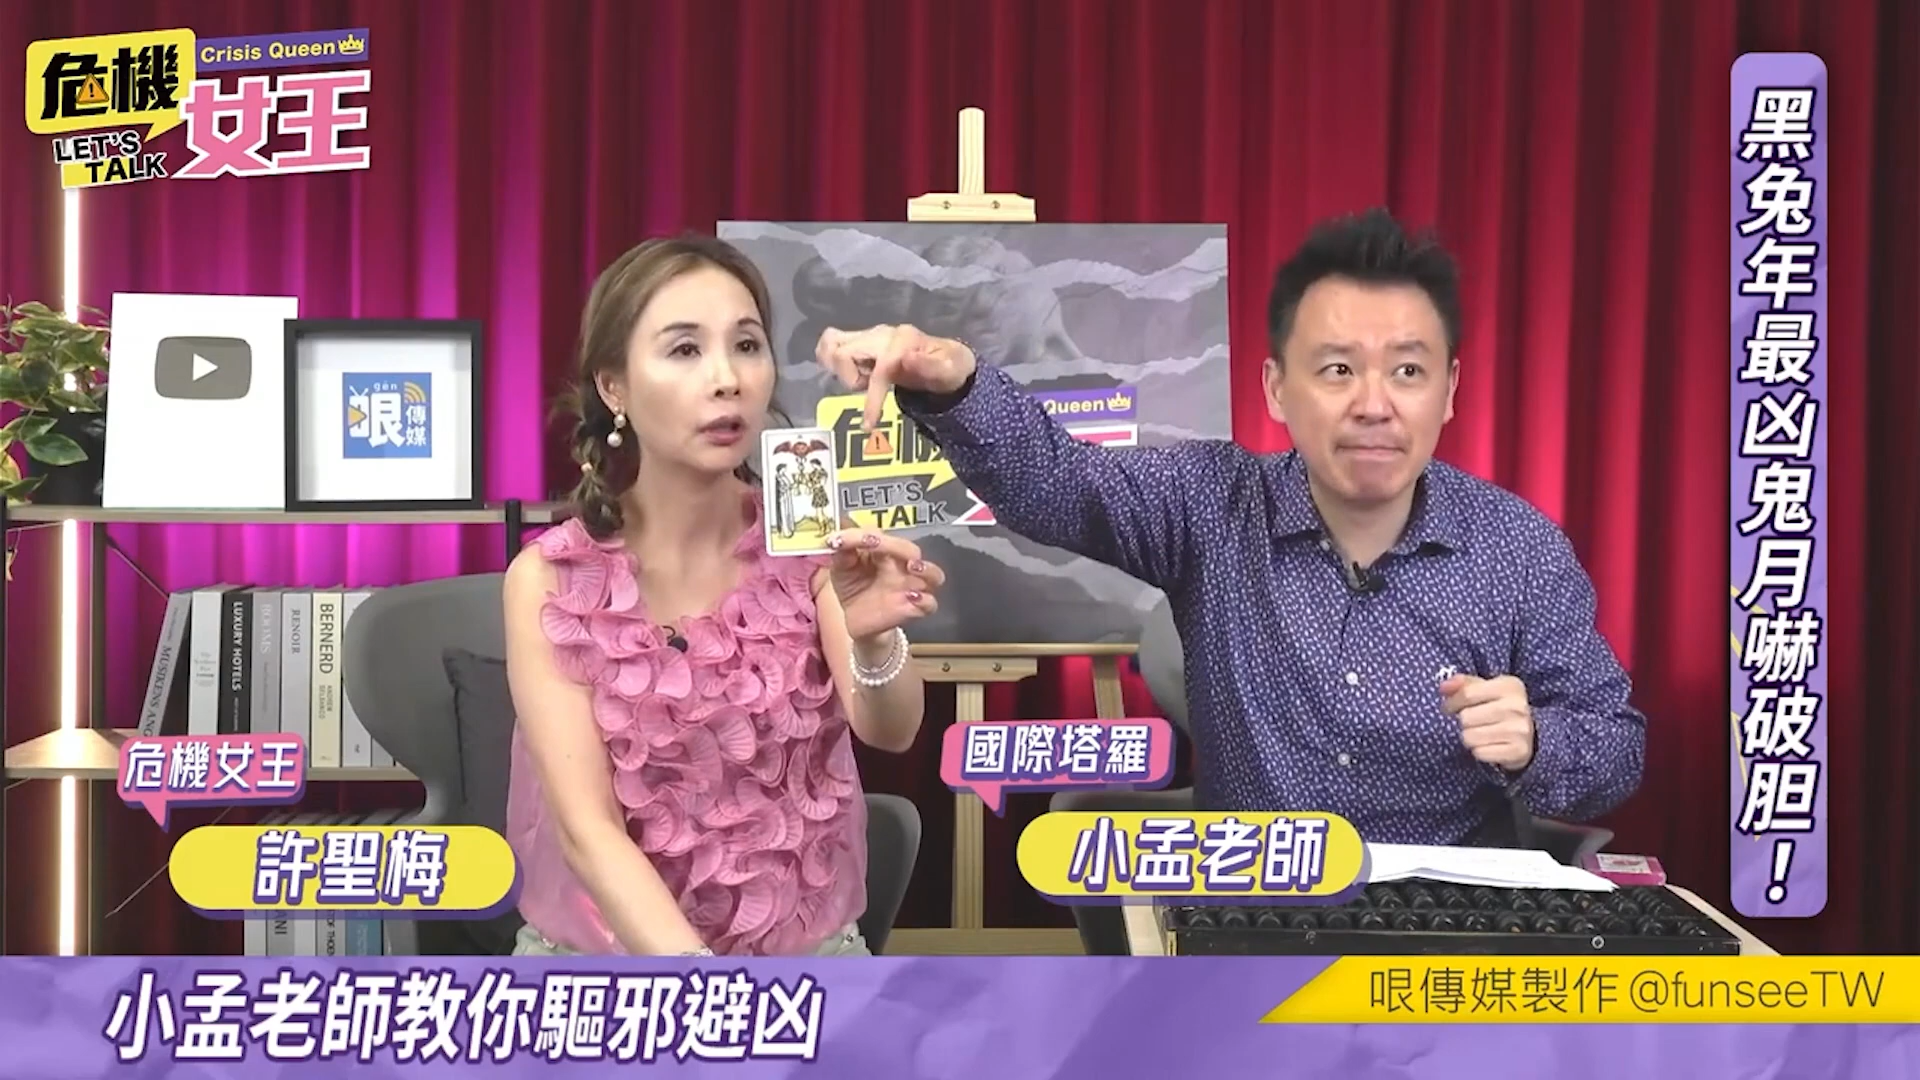 危機
Crisis Queen
女王
LET'S
TALK
黑兔年最凶鬼月嚇破胆！
gén
哏傳媒
Queen
危機
LET'S
TALK
LUXURY HOTELS
RENOIR
BERNERD
危機女王
許聖梅
國際塔羅
小孟老師
小孟老師教你驅邪避凶
哏傳媒製作@funseeTW